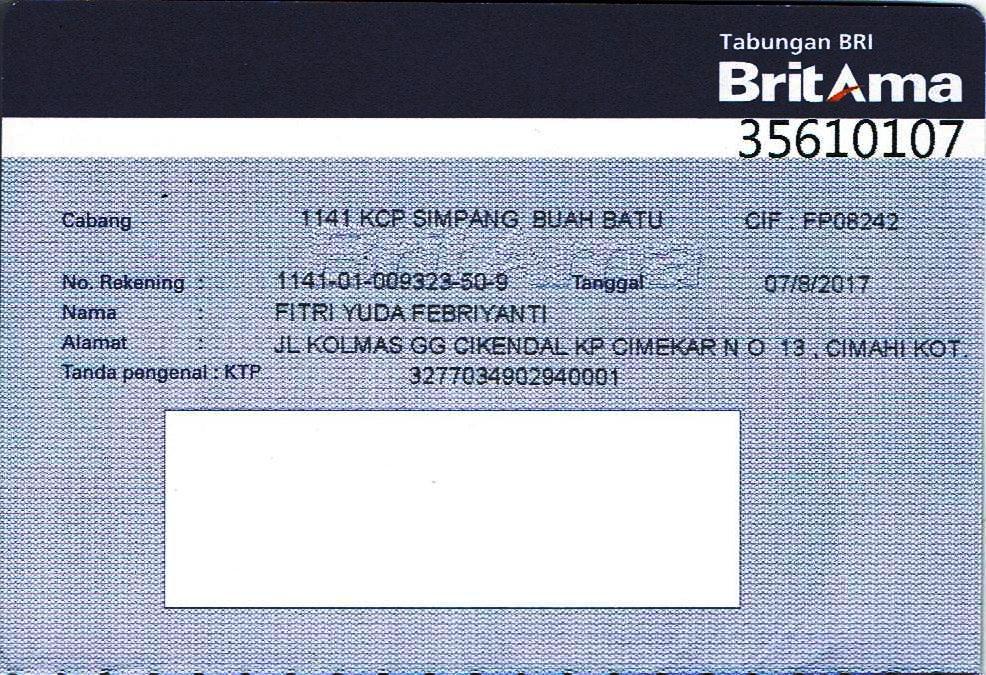 Tabungan BRI
BritAma
35610107
Cabang 1141 KCP SIMPANG BUAH BATU CIF : FP08242
No. Rekening : 1141-01-009323-50-9 Tanggal : 07/8/2017
Nama : FITRI YUDA FEBRIYANTI
Alamat : JL KOLMAS GG CIKENDAL KP CIMEKAR N O 13 , CIMAHI KOT.
Tanda pengenal : KTP 3277034902940001